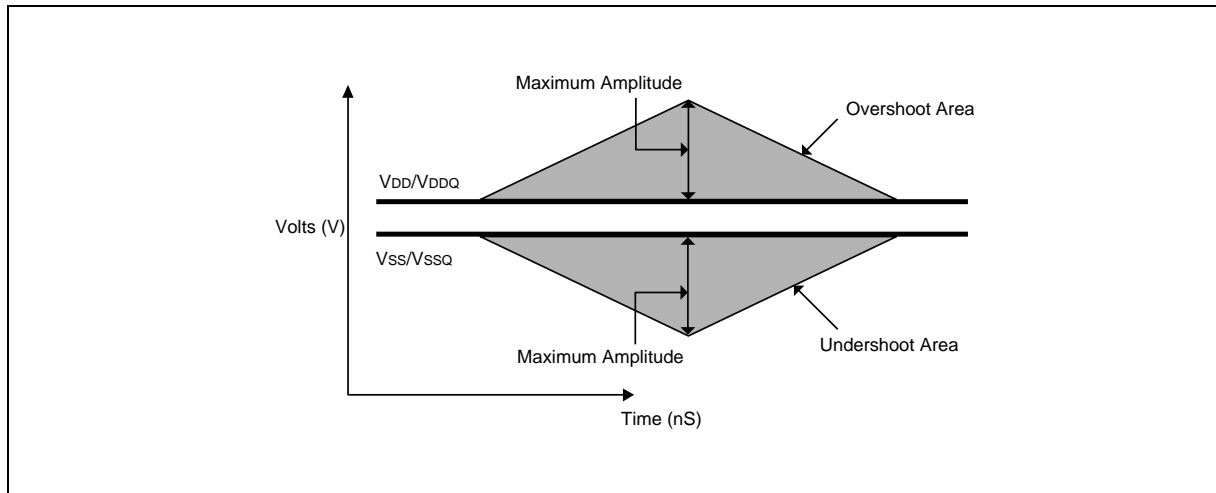 Maximum Amplitude
Overshoot Area
VDD/VDDQ
Volts (V)
VSS/VSSQ
Maximum Amplitude
Undershoot Area
Time (nS)